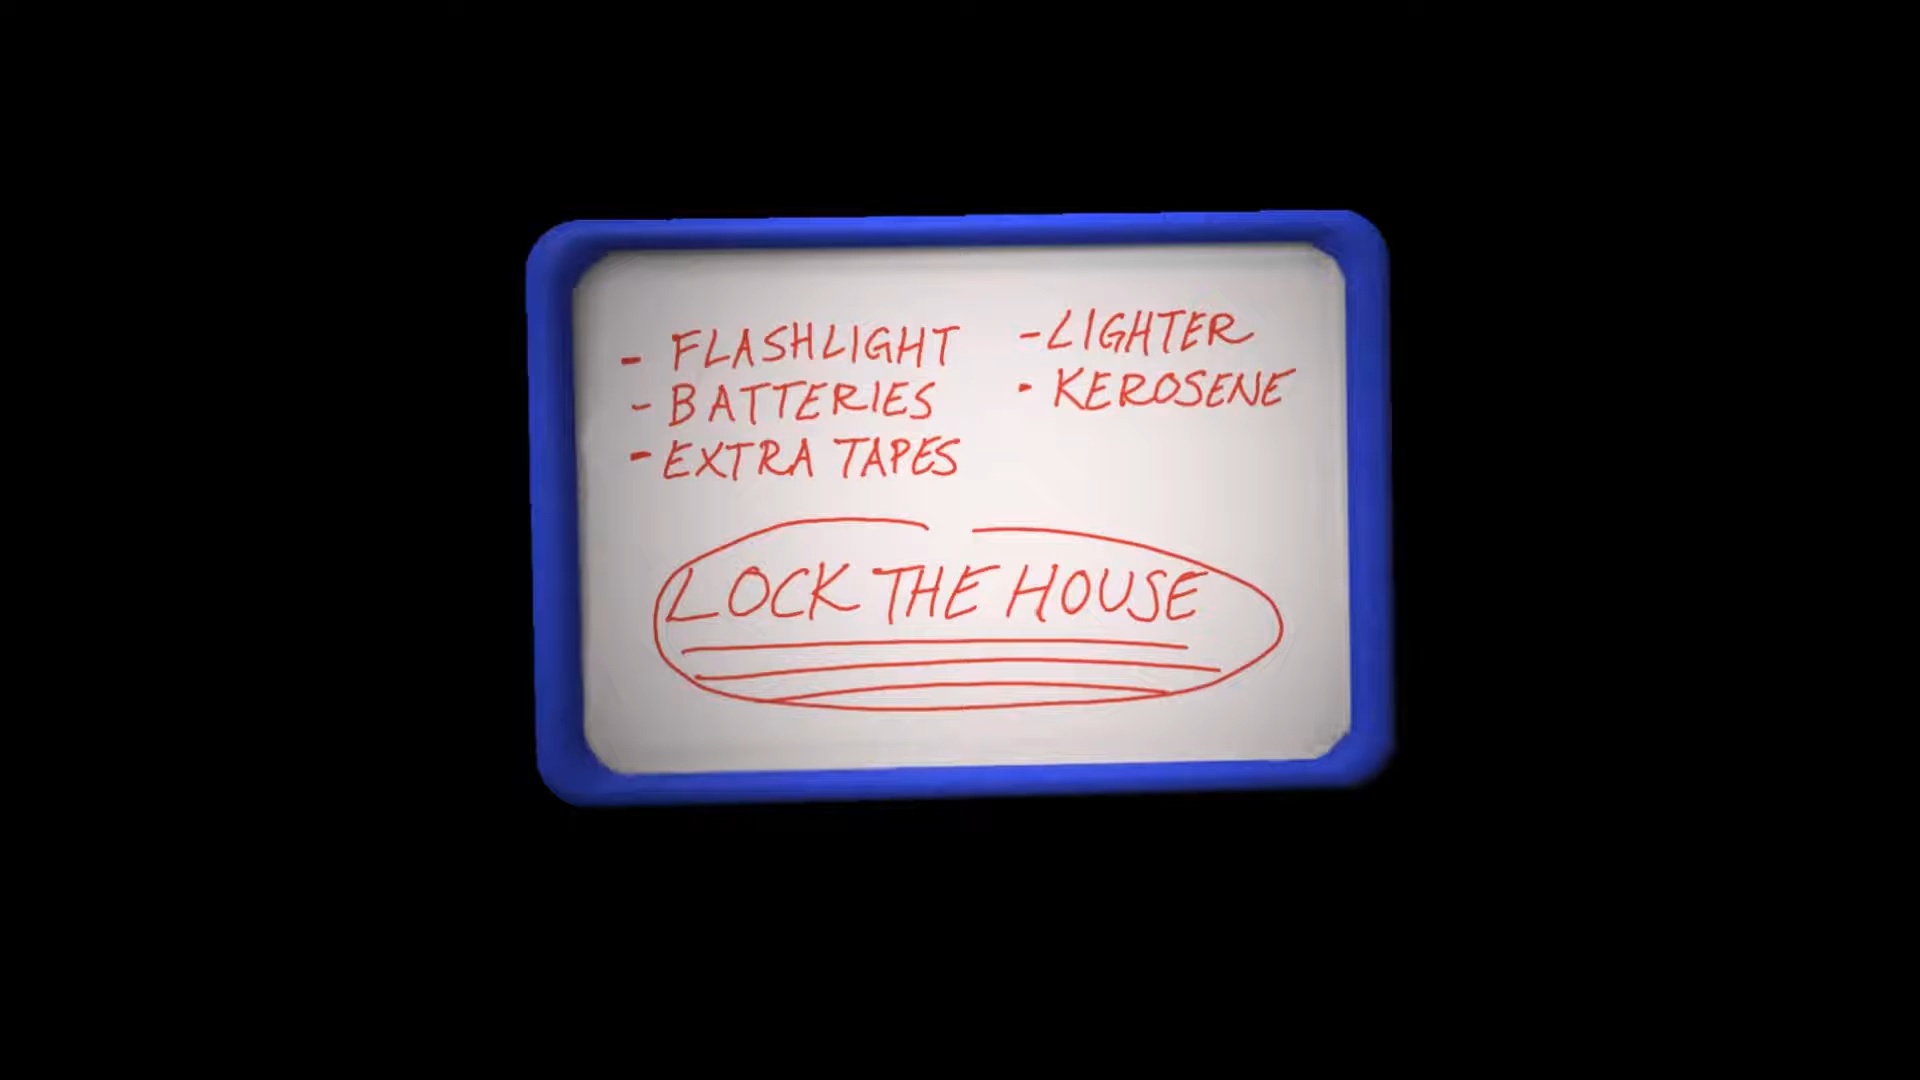 - FLASHLIGHT
- BATTERIES
- EXTRA TAPES
- LIGHTER
- KEROSENE
LOCK THE HOUSE